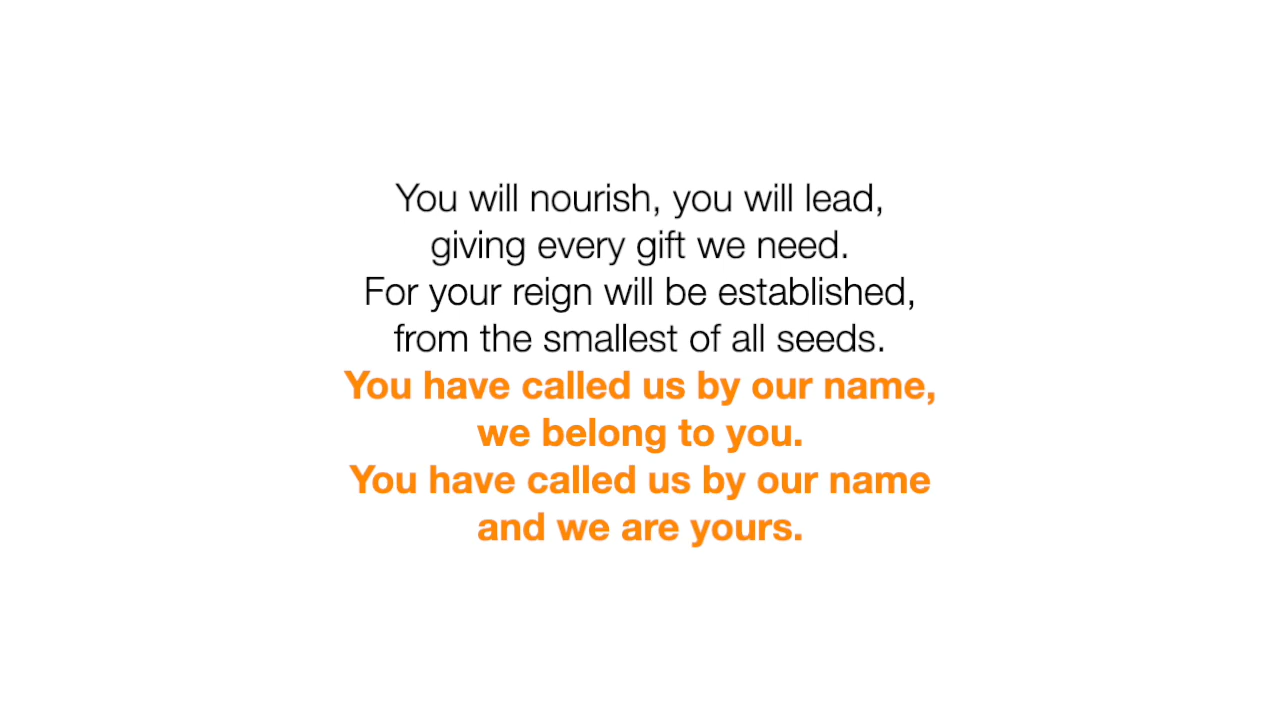 You will nourish, you will lead,
giving every gift we need.
For your reign will be established,
from the smallest of all seeds.
You have called us by our name,
we belong to you.
You have called us by our name
and we are yours.